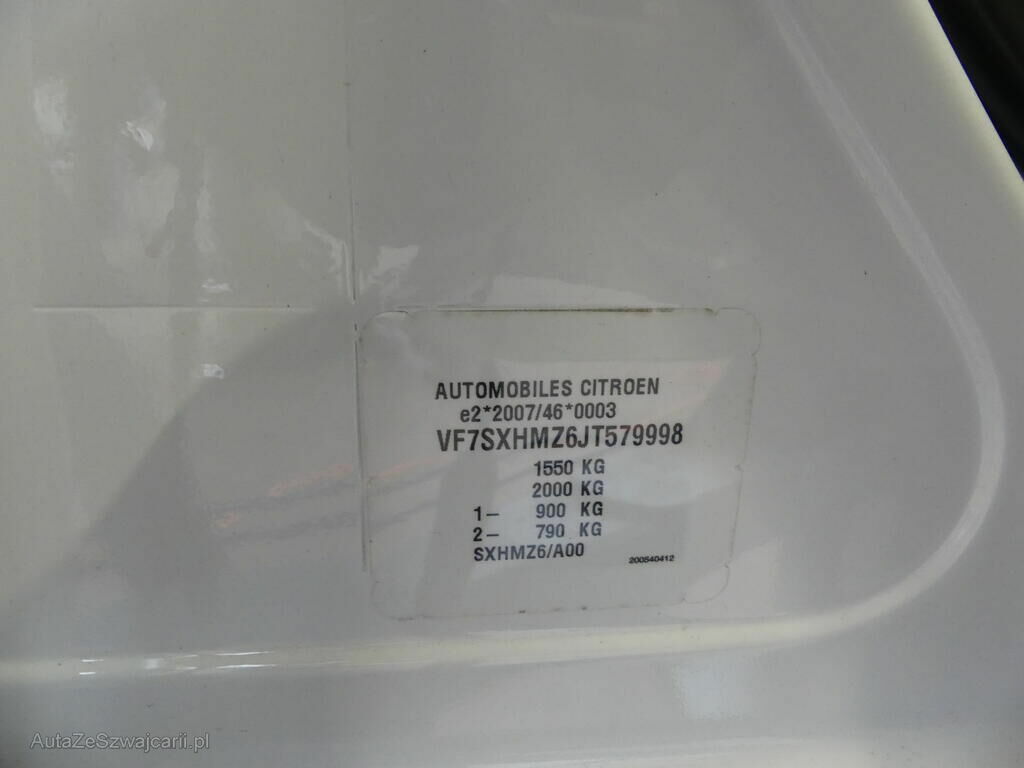 AUTOMOBILES CITROEN
e2*2007/46*0003
VF7SXHMZ6JT579998
1550 KG
2000 KG
1– 900 KG
2– 790 KG
SXHMZ6/A00
200540412
AutaZeSzwajcarii.pl